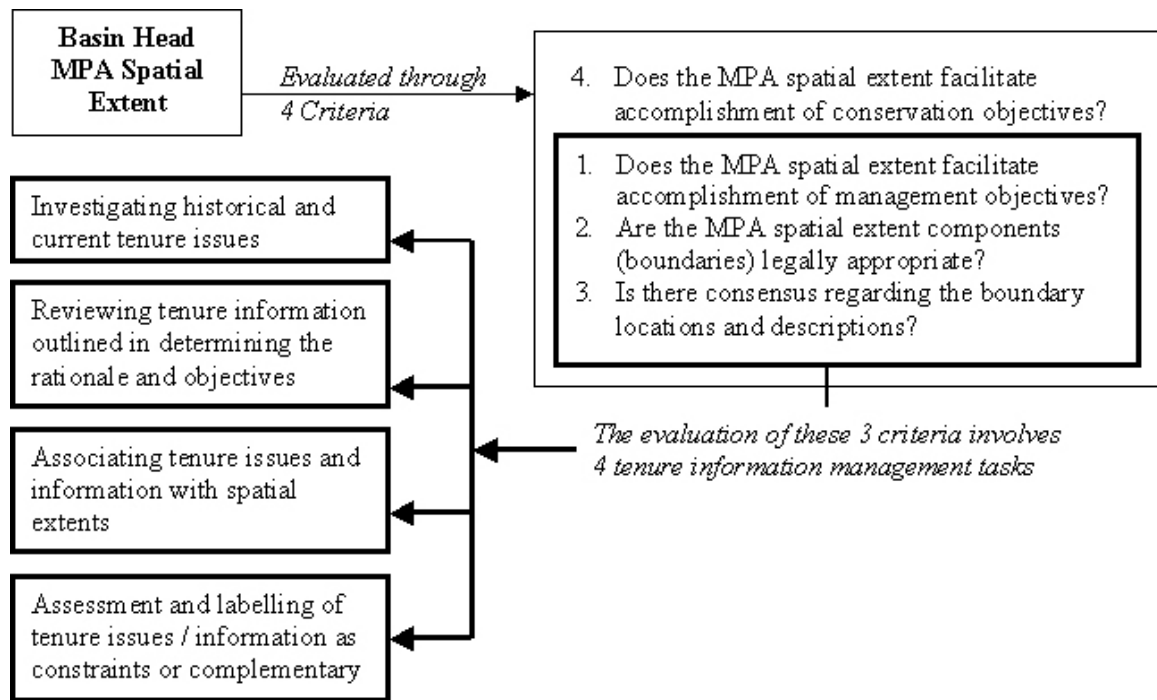 Basin Head
MPA Spatial
Extent
Evaluated through
4 Criteria
4. Does the MPA spatial extent facilitate
accomplishment of conservation objectives?
1. Does the MPA spatial extent facilitate
accomplishment of management objectives?
2. Are the MPA spatial extent components
(boundaries) legally appropriate?
3. Is there consensus regarding the boundary
locations and descriptions?
The evaluation of these 3 criteria involves
4 tenure information management tasks
Investigating historical and
current tenure issues
Reviewing tenure information
outlined in determining the
rationale and objectives
Associating tenure issues and
information with spatial
extents
Assessment and labelling of
tenure issues / information as
constraints or complementary